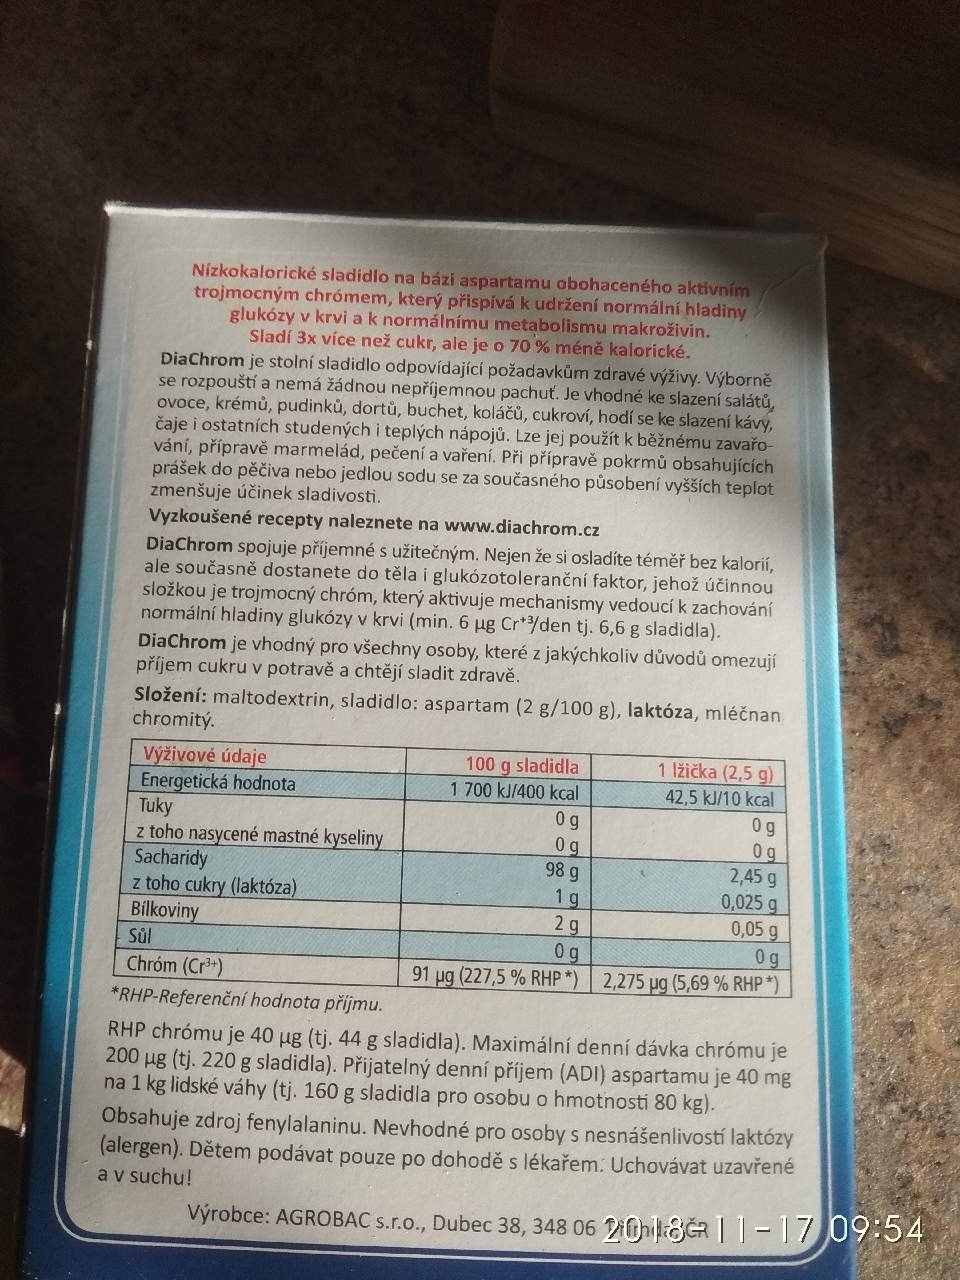 Nízkokalorické sladidlo na bázi aspartamu obohaceného aktivním
trojmocným chrómem, který přispívá k udržení normální hladiny
glukózy v krvi a k normálnímu metabolismu makroživin.
Sladí 3x více než cukr, ale je o 70 % méně kalorické.
DiaChrom je stolní sladidlo odpovídající požadavkům zdravé výživy. Výborně
se rozpouští a nemá žádnou nepříjemnou pachuť. Je vhodné ke slazení salátů,
ovoce, krémů, pudinků, dortů, buchet, koláčů, cukroví, hodí se ke slazení kávy,
čaje i ostatních studených i teplých nápojů. Lze jej použít k běžnému zavařo-
vání, přípravě marmelád, pečení a vaření. Při přípravě pokrmů obsahujících
prášek do pečiva nebo jedlou sodu se za současného působení vyšších teplot
zmenšuje účinek sladivosti.
Vyzkoušené recepty naleznete na www.diachrom.cz
DiaChrom spojuje příjemné s užitečným. Nejen že si osladíte téměř bez kalorií,
ale současně dostanete do těla i glukózotoleranční faktor, jehož účinnou
složkou je trojmocný chróm, který aktivuje mechanismy vedoucí k zachování
normální hladiny glukózy v krvi (min. 6 µg Cr⁺³/den tj. 6,6 g sladidla).
DiaChrom je vhodný pro všechny osoby, které z jakýchkoliv důvodů omezují
příjem cukru v potravě a chtějí sladit zdravě.
Složení: maltodextrin, sladidlo: aspartam (2 g/100 g), laktóza, mléčnan
chromitý.
Výživové údaje 100 g sladidla 1 lžička (2,5 g)
Energetická hodnota 1 700 kJ/400 kcal 42,5 kJ/10 kcal
Tuky 0 g 0 g
z toho nasycené mastné kyseliny 0 g 0 g
Sacharidy 98 g 2,45 g
z toho cukry (laktóza) 1 g 0,025 g
Bílkoviny 2 g 0,05 g
Sůl 0 g 0 g
Chróm (Cr³⁺) 91 µg (227,5 % RHP*) 2,275 µg (5,69 % RHP*)
*RHP-Referenční hodnota příjmu.
RHP chrómu je 40 µg (tj. 44 g sladidla). Maximální denní dávka chrómu je
200 µg (tj. 220 g sladidla). Přijatelný denní příjem (ADI) aspartamu je 40 mg
na 1 kg lidské váhy (tj. 160 g sladidla pro osobu o hmotnosti 80 kg).
Obsahuje zdroj fenylalaninu. Nevhodné pro osoby s nesnášenlivostí laktózy
(alergen). Dětem podávat pouze po dohodě s lékařem. Uchovávat uzavřené
a v suchu!
Výrobce: AGROBAC s.r.o., Dubec 38, 348 06 Přimda, ČR
2018-11-17 09:54